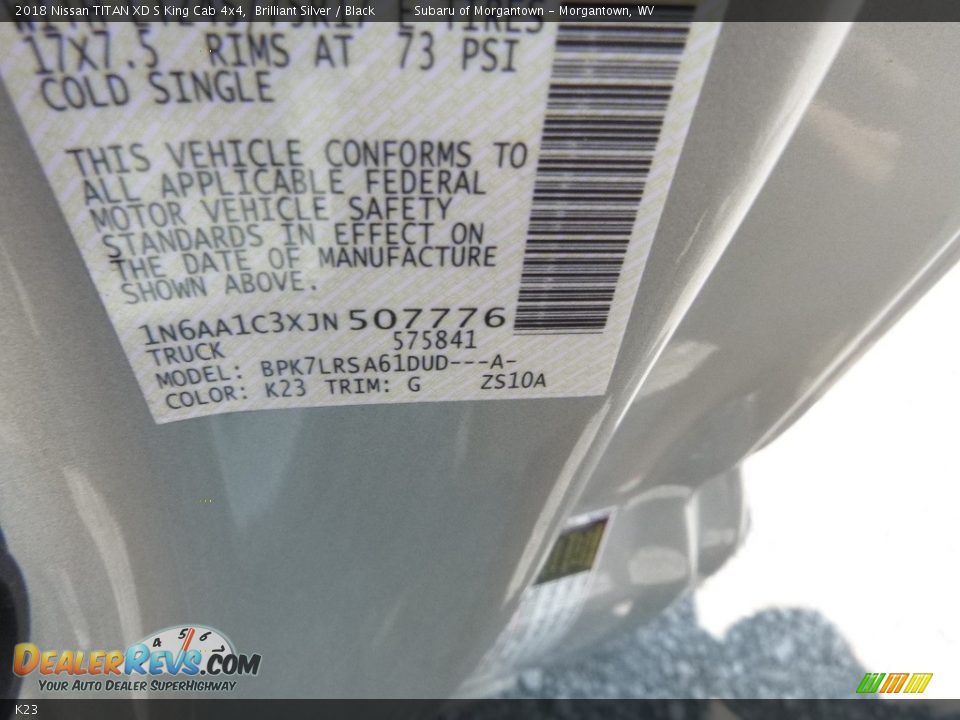 2018 Nissan TITAN XD S King Cab 4x4, Brilliant Silver / Black Subaru of Morgantown - Morgantown, WV
17X7.5 RIMS AT 73 PSI
COLD SINGLE
THIS VEHICLE CONFORMS TO
ALL APPLICABLE FEDERAL
MOTOR VEHICLE SAFETY
STANDARDS IN EFFECT ON
THE DATE OF MANUFACTURE
SHOWN ABOVE.
1N6AA1C3XJN507776
TRUCK 575841
MODEL: BPK7LRSA61DUD---A-
COLOR: K23 TRIM: G ZS10A
4 5 6
DEALERREVS.COM
YOUR AUTO DEALER SUPERHIGHWAY
K23